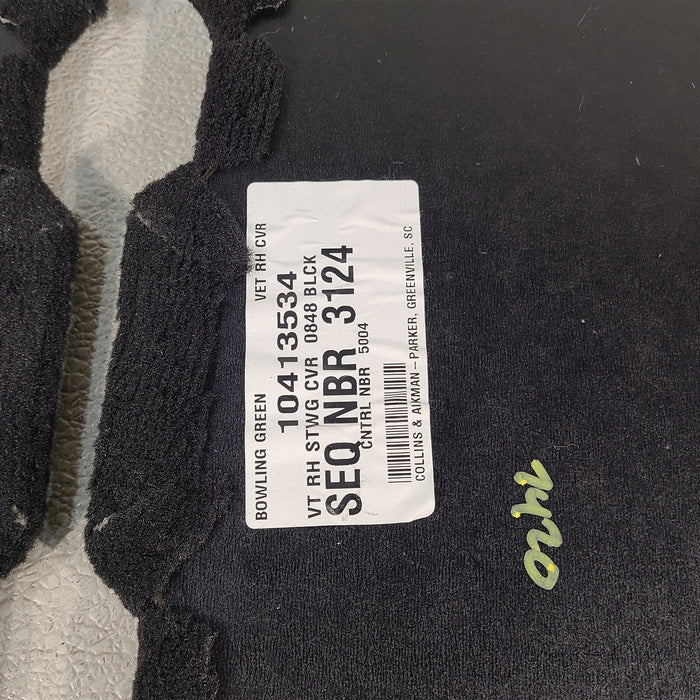 BOWLING GREEN VET RH CVR
10413534
VT RH STWG CVR 0848 BLCK
SEQ NBR 3124
CNTRL NBR 5004
COLLINS & AIKMAN – PARKER, GREENVILLE, SC
1420